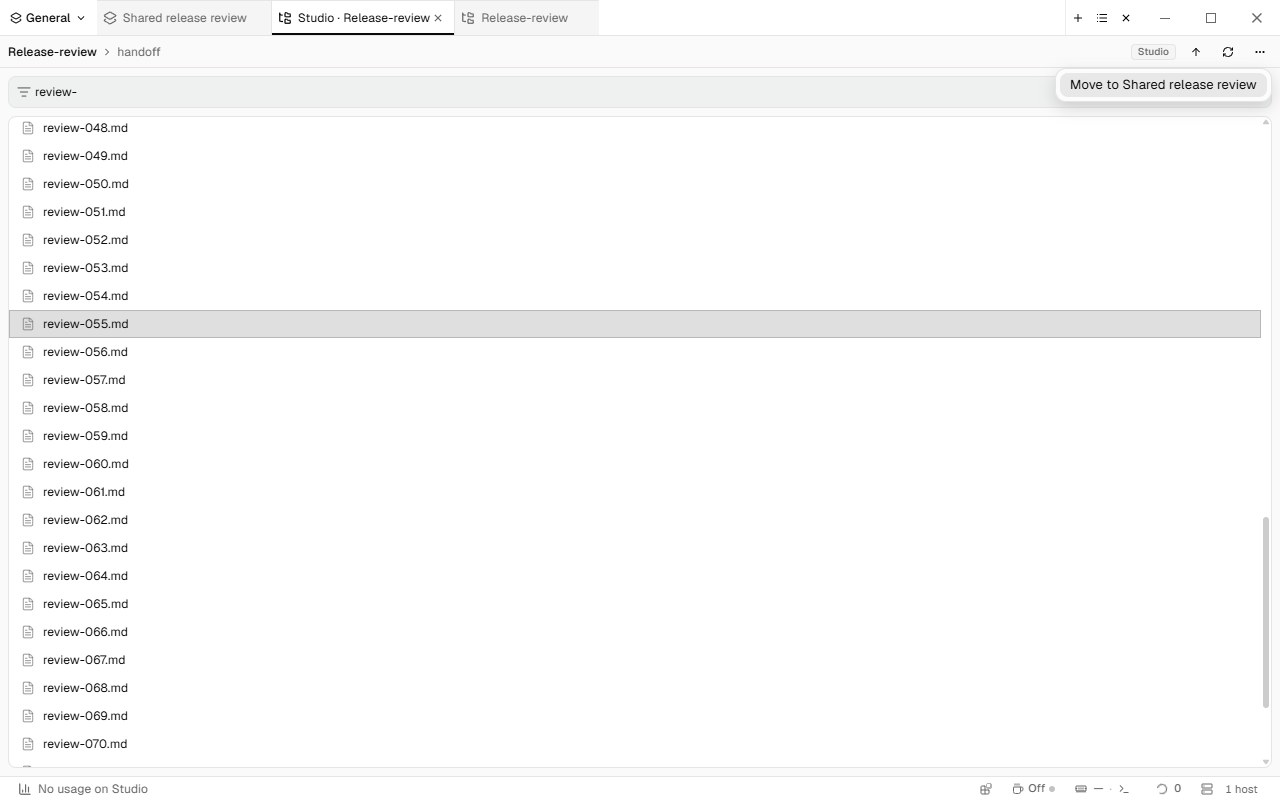 General
Shared release review
Studio · Release-review
Release-review
Release-review > handoff
Studio
Move to Shared release review
review-
review-048.md
review-049.md
review-050.md
review-051.md
review-052.md
review-053.md
review-054.md
review-055.md
review-056.md
review-057.md
review-058.md
review-059.md
review-060.md
review-061.md
review-062.md
review-063.md
review-064.md
review-065.md
review-066.md
review-067.md
review-068.md
review-069.md
review-070.md
No usage on Studio
Off
— ·
0
1 host